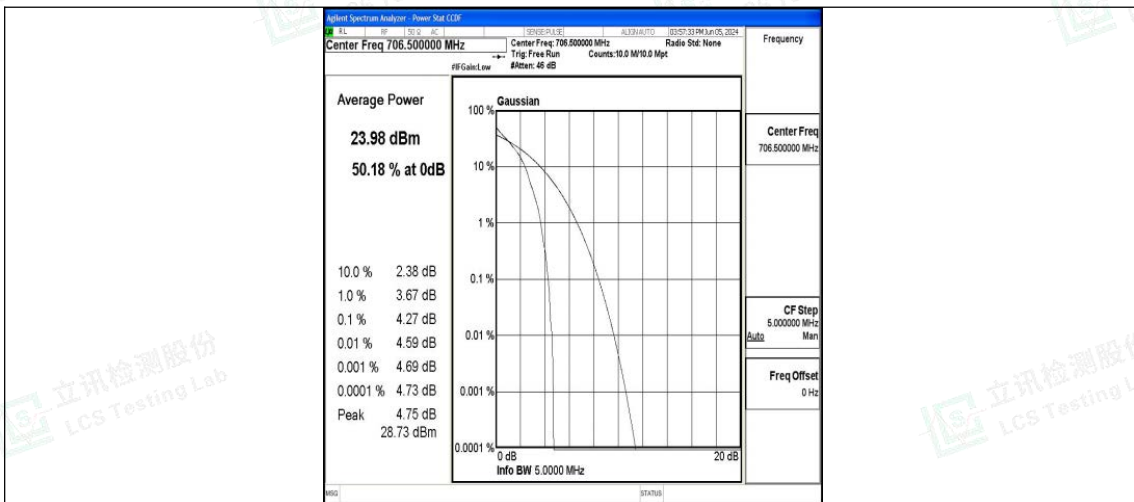 Agilent Spectrum Analyzer - Power Stat CCDF
RL RF 50 Ω AC SENSE:PULSE ALIGN AUTO 03:57:33 PM Jun 05, 2024
Center Freq 706.500000 MHz
Center Freq: 706.500000 MHz
Radio Std: None
Trig: Free Run
Counts:10.0 M/10.0 Mpt
#IFGain:Low
#Atten: 46 dB
Frequency
Average Power
23.98 dBm
50.18 % at 0dB
10.0 % 2.38 dB
1.0 % 3.67 dB
0.1 % 4.27 dB
0.01 % 4.59 dB
0.001 % 4.69 dB
0.0001 % 4.73 dB
Peak 4.75 dB
28.73 dBm
Gaussian
100 %
10 %
1 %
0.1 %
0.01 %
0.001 %
0.0001 %
0 dB
20 dB
Info BW 5.0000 MHz
Center Freq
706.500000 MHz
CF Step
5.000000 MHz
Auto Man
Freq Offset
0 Hz
MSG
STATUS
立讯检测股份
LCS Testing Lab
立讯检测股份
LCS Testing L